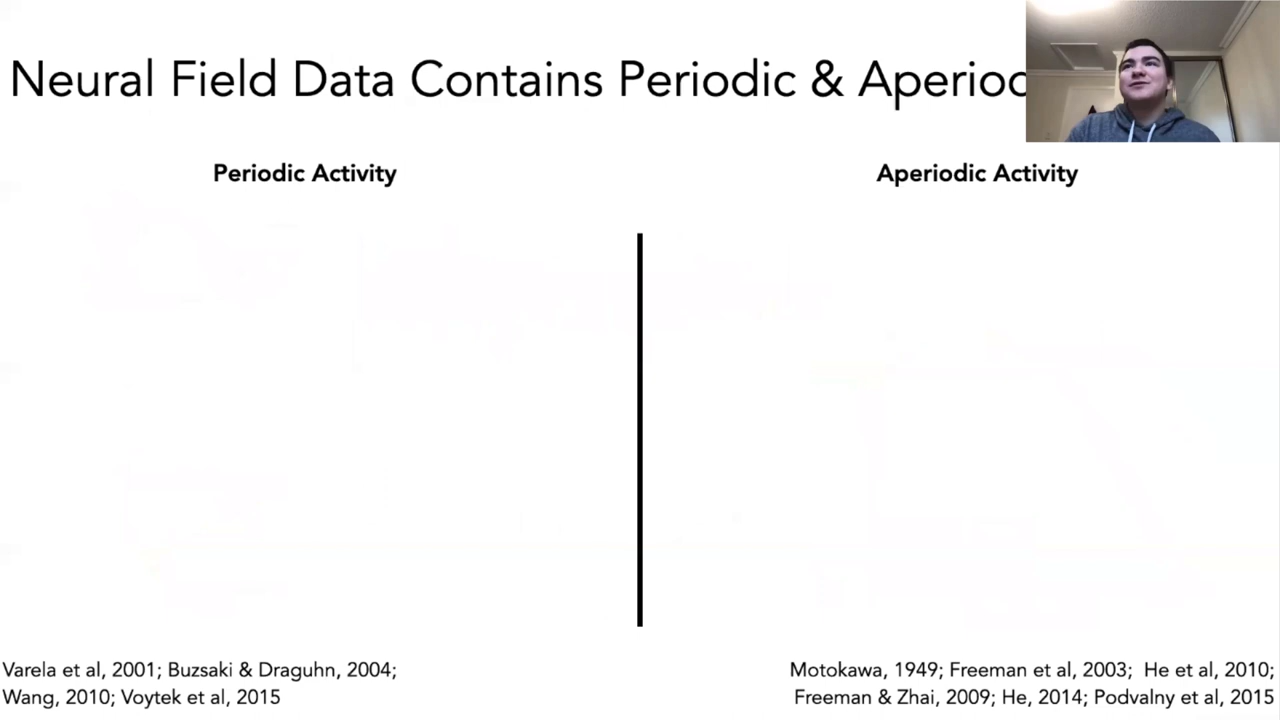 Neural Field Data Contains Periodic &
Periodic Activity
Aperiodic Activity
Varela et al, 2001; Buzsaki & Draguhn, 2004;
Wang, 2010; Voytek et al, 2015
Motokawa, 1949; Freeman et al, 2003; He et al, 2010;
Freeman & Zhai, 2009; He, 2014; Podvalny et al, 2015